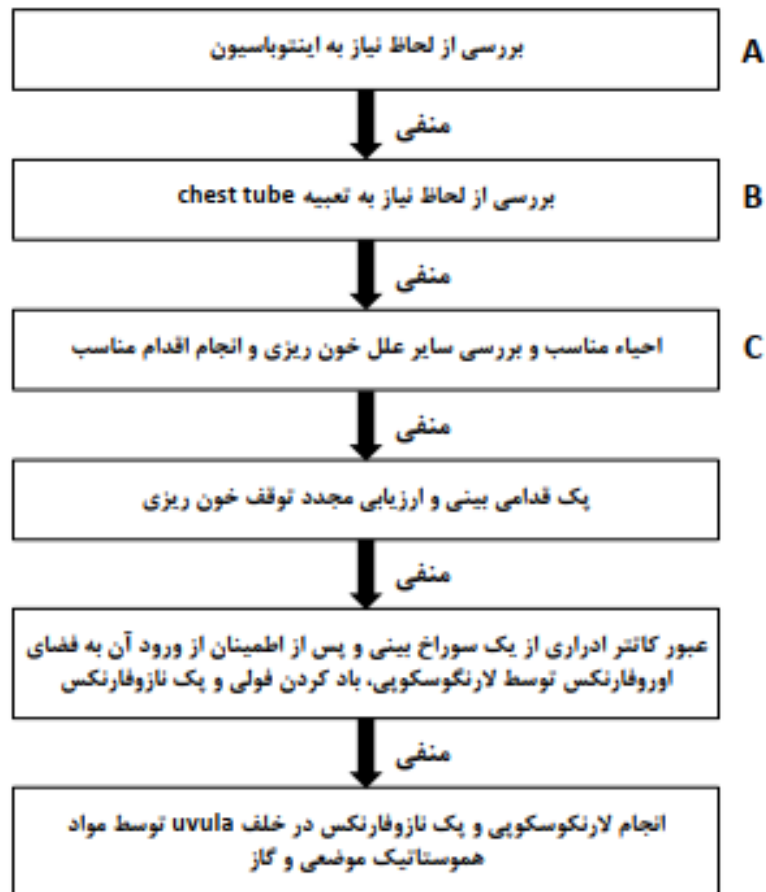 بررسی از لحاظ نیاز به اینتوباسیون
A
منفی
بررسی از لحاظ نیاز به تعبیه chest tube
B
منفی
احیاء مناسب و بررسی سایر علل خون ریزی و انجام اقدام مناسب
C
منفی
پک قدامی بینی و ارزیابی مجدد توقف خون ریزی
منفی
عبور کاتتر ادراری از یک سوراخ بینی و پس از اطمینان از ورود آن به فضای
اوروفارنکس توسط لارنگوسکوپی، باد کردن فولی و پک نازوفارنکس
منفی
انجام لارنکوسکوپی و پک نازوفارنکس در خلف uvula توسط مواد
هموستاتیک موضعی و گاز